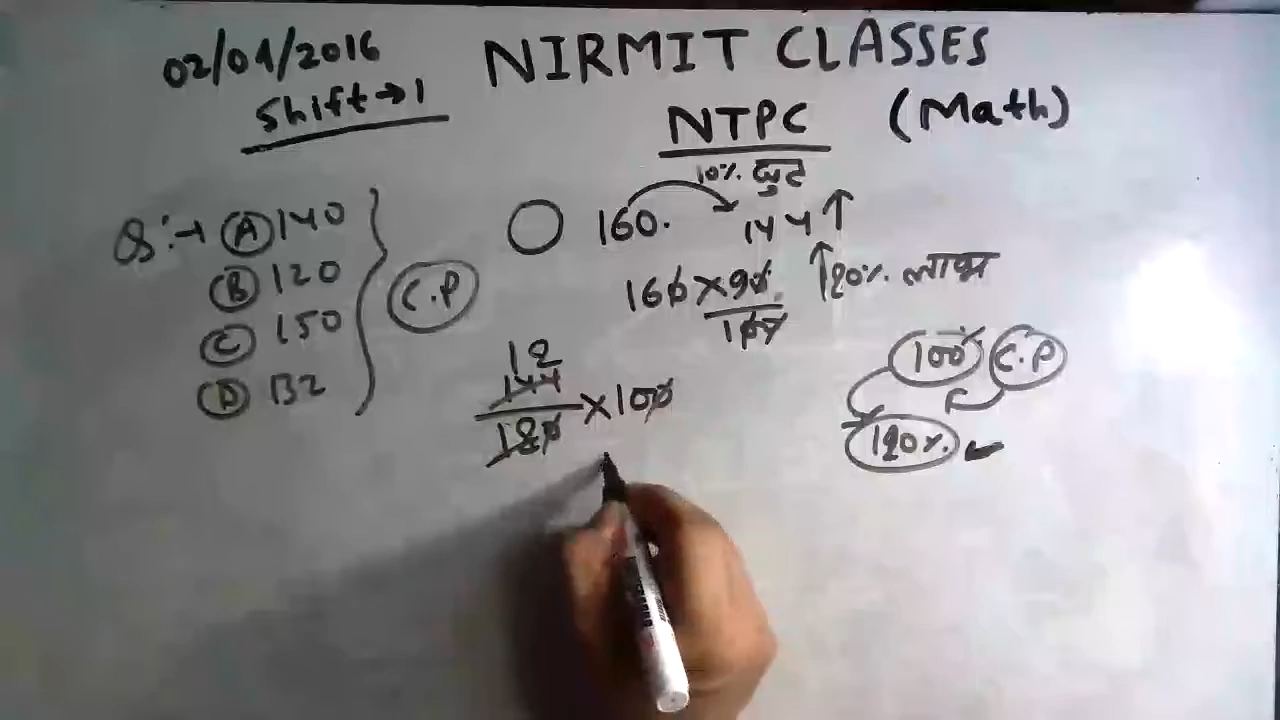 02/04/2016
Shift→1
NIRMIT CLASSES
NTPC (Math)
10% छुट
Q:→ (A) 140
(B) 120
(C) 150
(D) 132
C.P
160. 144↑
160×90
100
↑20% लाभ
12
144
120 ×100
100% C.P
120%.